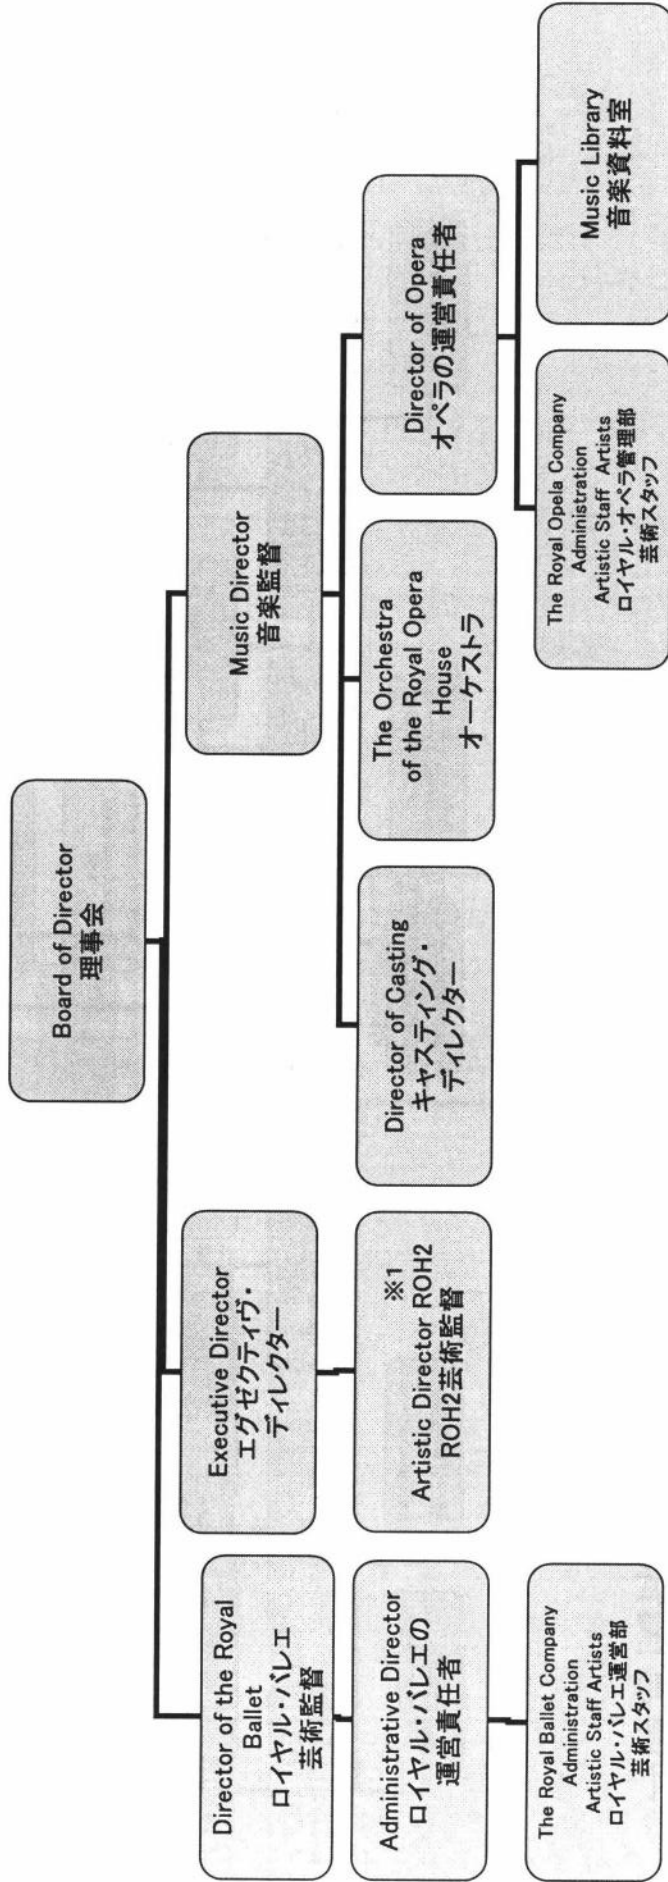 Board of Director
理事会
Director of the Royal
Ballet
ロイヤル・バレエ
芸術監督
Executive Director
エグゼクティヴ・
ディレクター
Music Director
音楽監督
Administrative Director
ロイヤル・バレエの
運営責任者
※1
Artistic Director ROH2
ROH2芸術監督
Director of Casting
キャスティング・
ディレクター
The Orchestra
of the Royal Opera
House
オーケストラ
Director of Opera
オペラの運営責任者
The Royal Ballet Company
Administration
Artistic Staff Artists
ロイヤル・バレエ運営部
芸術スタッフ
The Royal Opela Company
Administration
Artistic Staff Artists
ロイヤル・オペラ管理部
芸術スタッフ
Music Library
音楽資料室